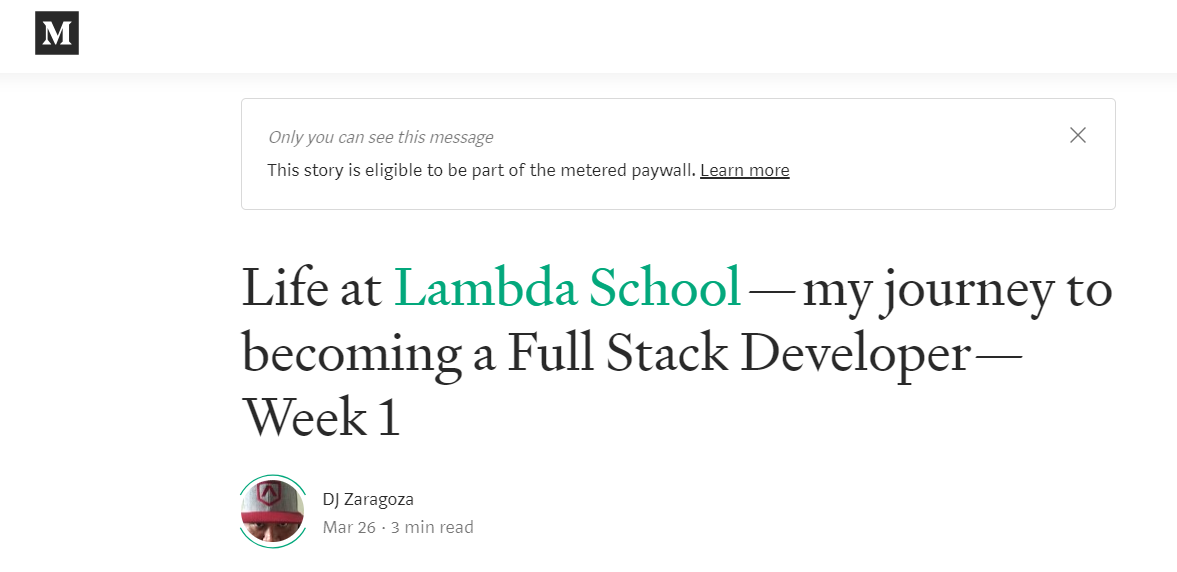 M
Only you can see this message
This story is eligible to be part of the metered paywall. Learn more
Life at Lambda School — my journey to
becoming a Full Stack Developer —
Week 1
DJ Zaragoza
Mar 26 · 3 min read